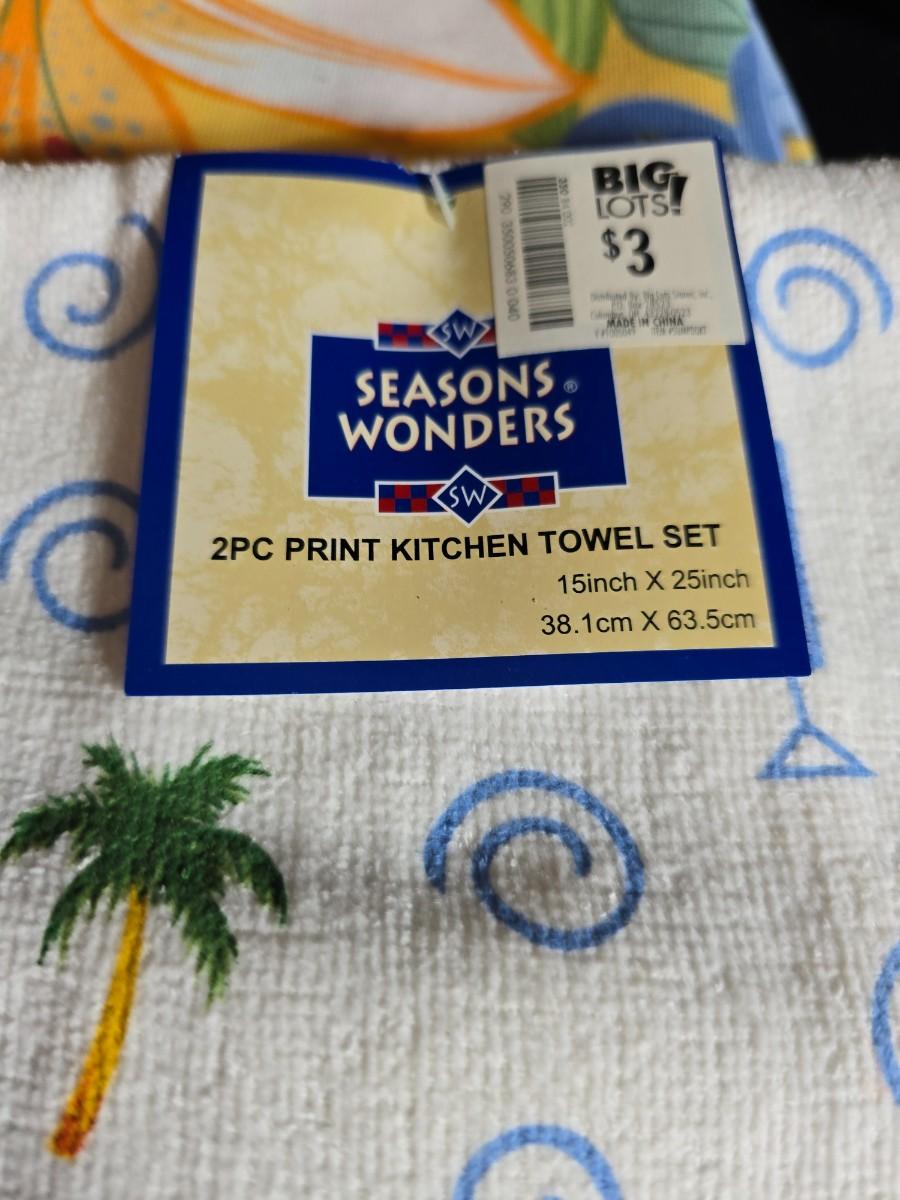 BIG
LOTS!
$3
MADE IN CHINA
SW
SEASONS®
WONDERS
SW
2PC PRINT KITCHEN TOWEL SET
15inch X 25inch
38.1cm X 63.5cm